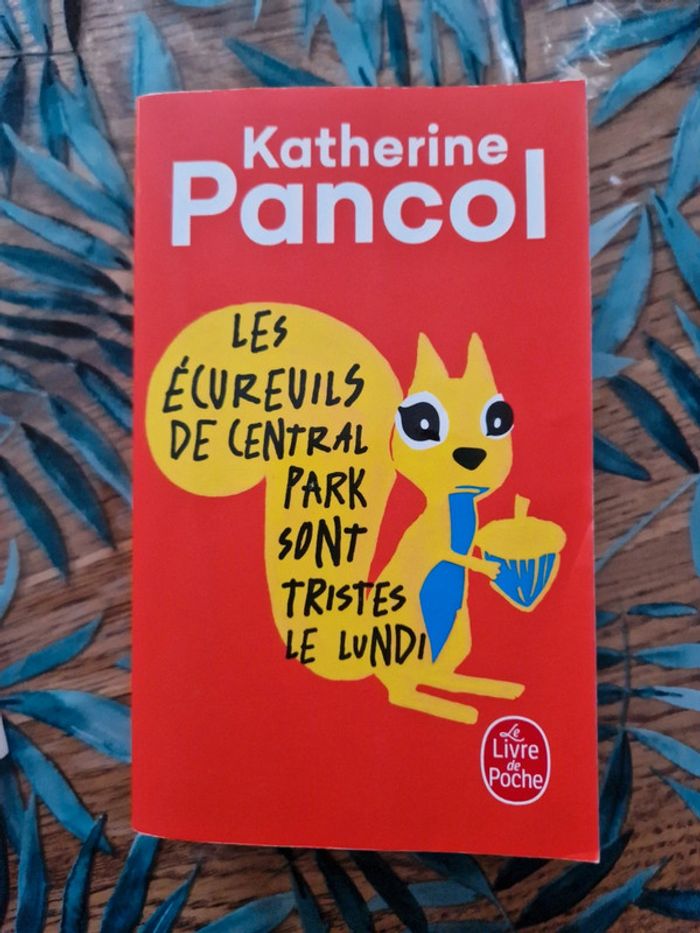 Katherine
Pancol
LES
ÉCUREUILS
DE CENTRAL
PARK
SONT
TRISTES
LE LUNDI
Le
Livre
de
Poche